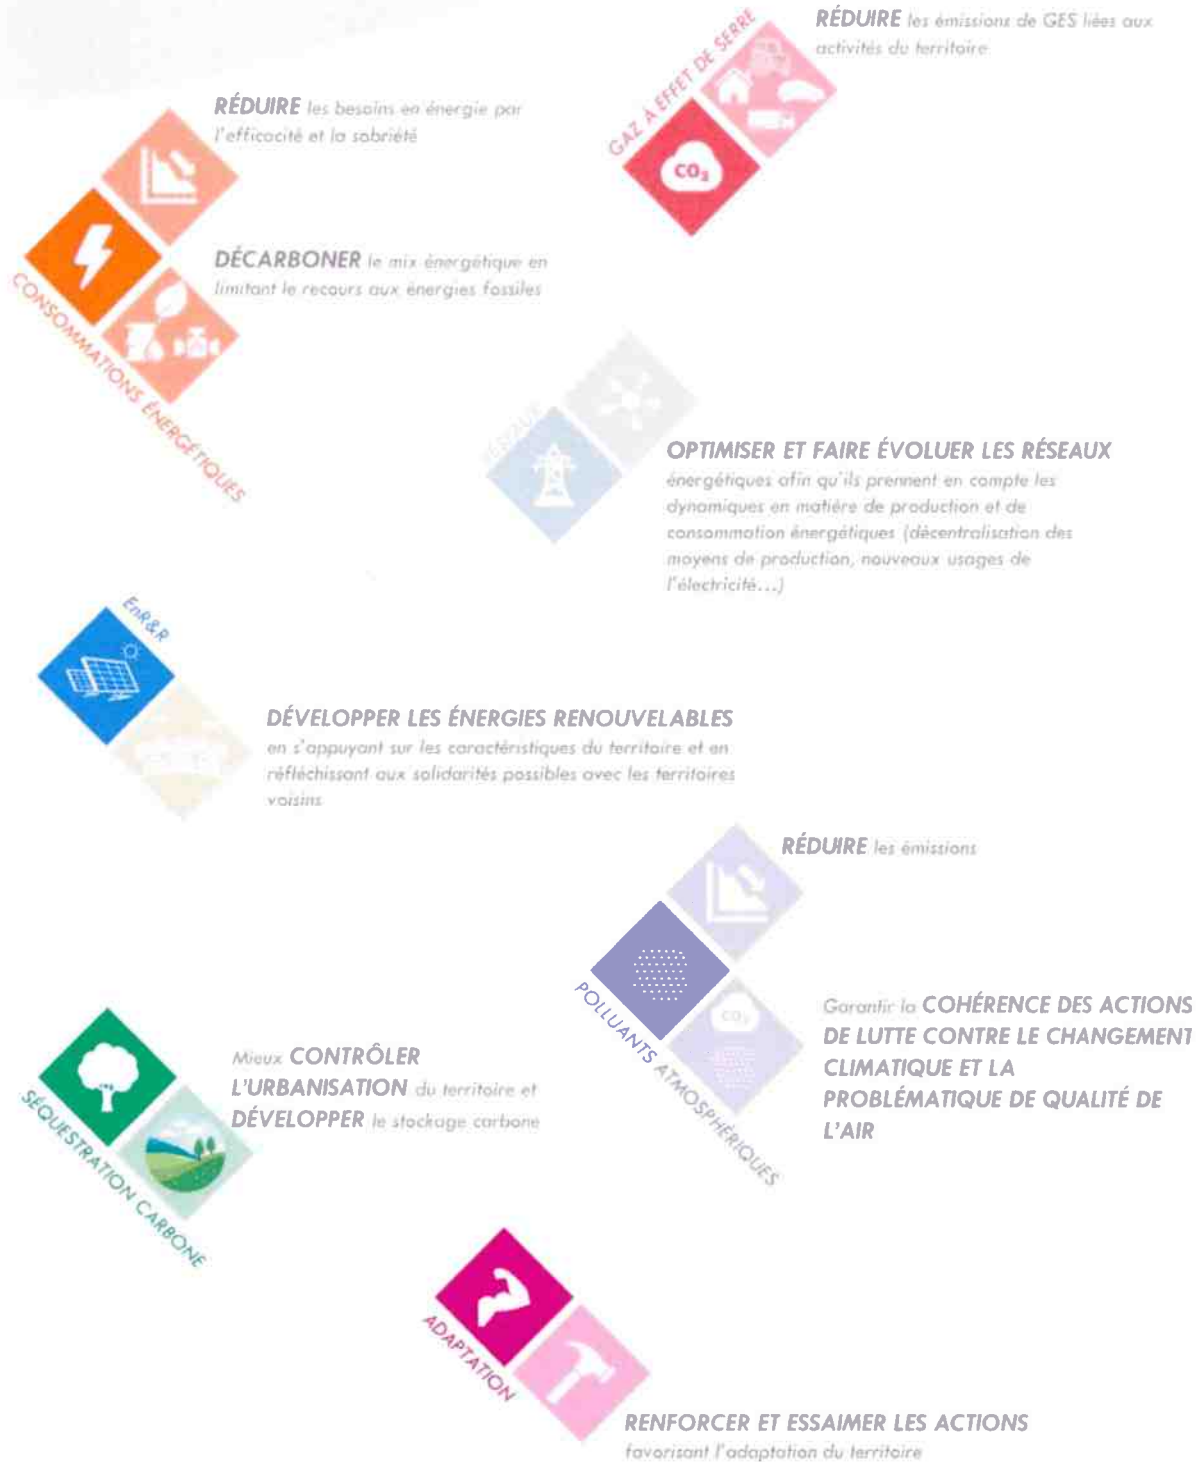 GAZ À EFFET DE SERRE
CO₂
RÉDUIRE les émissions de GES liées aux
activités du territoire
RÉDUIRE les besoins en énergie par
l'efficacité et la sobriété
DÉCARBONER le mix énergétique en
limitant le recours aux énergies fossiles
CONSOMMATIONS ÉNERGÉTIQUES
OPTIMISER ET FAIRE ÉVOLUER LES RÉSEAUX
énergétiques afin qu'ils prennent en compte les
dynamiques en matière de production et de
consommation énergétiques (décentralisation des
moyens de production, nouveaux usages de
l'électricité...)
EnR&R
DÉVELOPPER LES ÉNERGIES RENOUVELABLES
en s'appuyant sur les caractéristiques du territoire et en
réfléchissant aux solidarités possibles avec les territoires
voisins
RÉDUIRE les émissions
POLLUANTS ATMOSPHÉRIQUES
CO₂
Garantir la COHÉRENCE DES ACTIONS
DE LUTTE CONTRE LE CHANGEMENT
CLIMATIQUE ET LA
PROBLÉMATIQUE DE QUALITÉ DE
L'AIR
Mieux CONTRÔLER
L'URBANISATION du territoire et
DÉVELOPPER le stockage carbone
SÉQUESTRATION CARBONE
ADAPTATION
RENFORCER ET ESSAIMER LES ACTIONS
favorisant l'adaptation du territoire